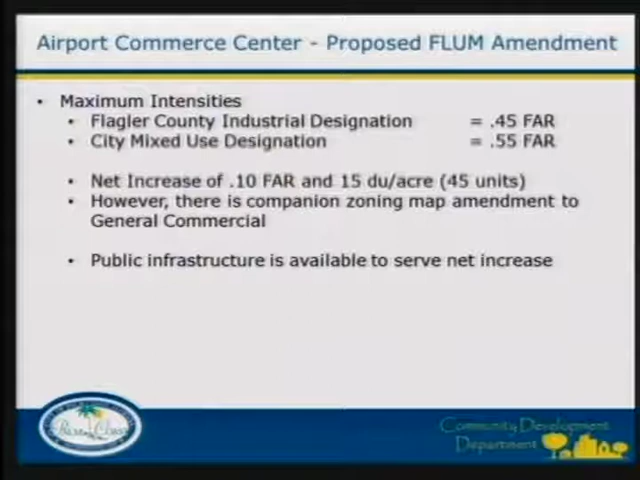 Airport Commerce Center - Proposed FLUM Amendment
• Maximum Intensities
• Flagler County Industrial Designation = .45 FAR
• City Mixed Use Designation = .55 FAR
• Net Increase of .10 FAR and 15 du/acre (45 units)
• However, there is companion zoning map amendment to
General Commercial
• Public infrastructure is available to serve net increase
Palm Coast
Community Development
Department